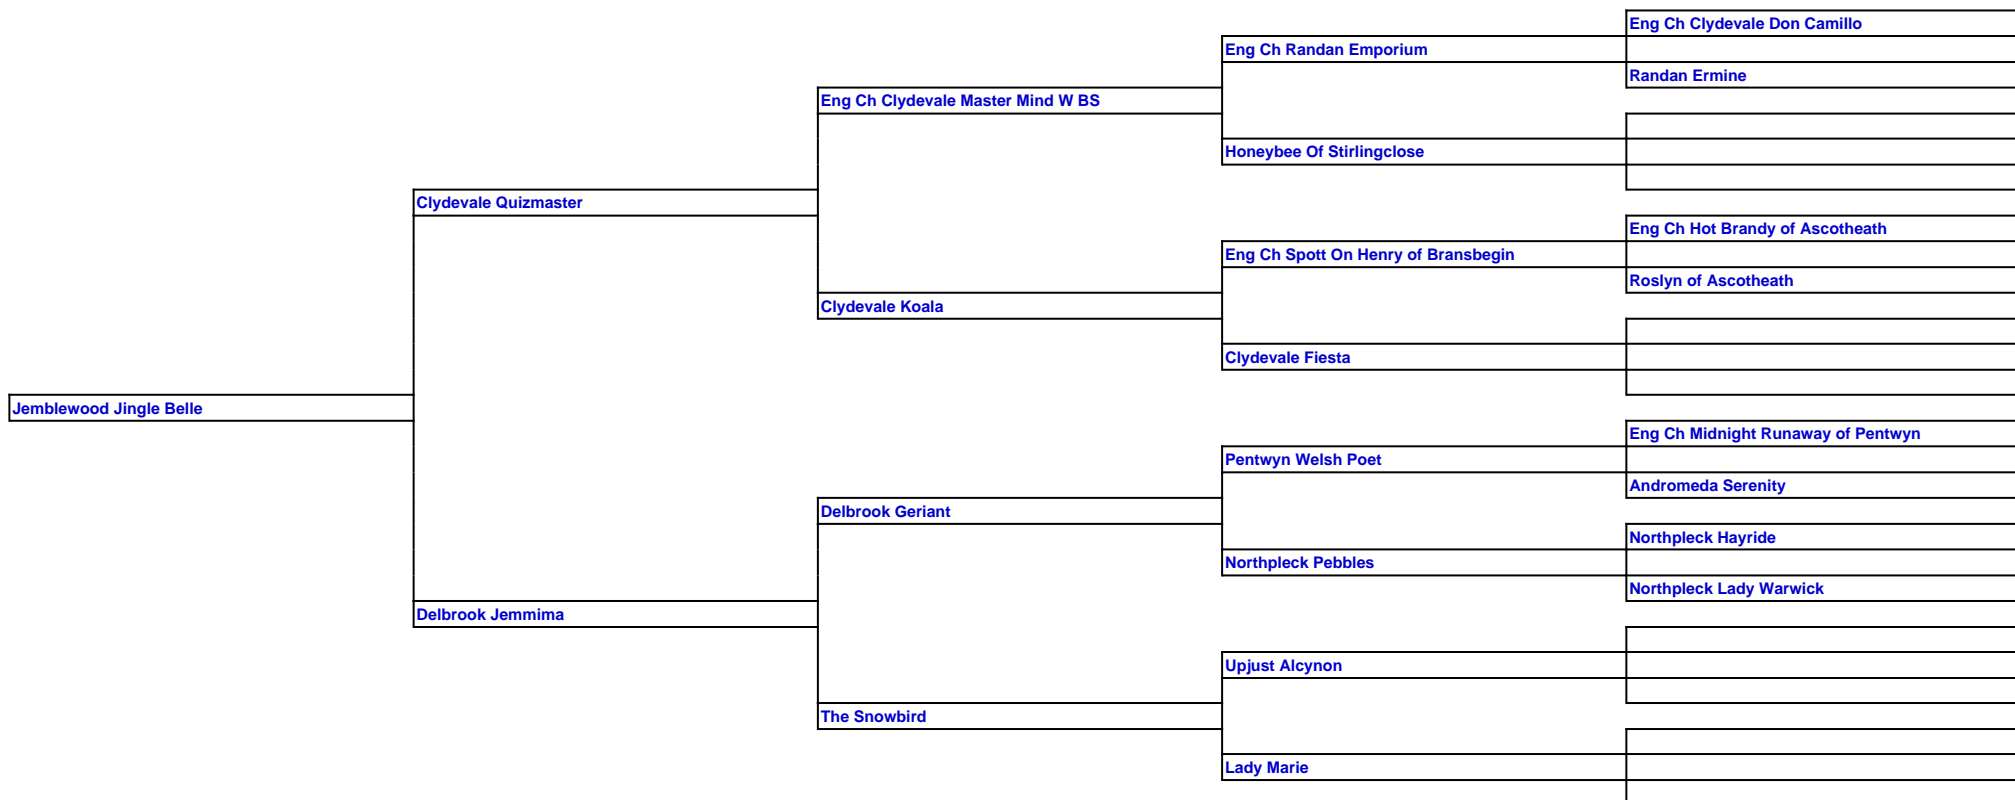 Eng Ch Clydevale Don Camillo
Eng Ch Randan Emporium
Randan Ermine
Eng Ch Clydevale Master Mind W BS
Honeybee Of Stirlingclose
Clydevale Quizmaster
Eng Ch Hot Brandy of Ascotheath
Eng Ch Spott On Henry of Bransbegin
Roslyn of Ascotheath
Clydevale Koala
Clydevale Fiesta
Jemblewood Jingle Belle
Eng Ch Midnight Runaway of Pentwyn
Pentwyn Welsh Poet
Andromeda Serenity
Delbrook Geriant
Northpleck Hayride
Northpleck Pebbles
Northpleck Lady Warwick
Delbrook Jemmima
Upjust Alcynon
The Snowbird
Lady Marie